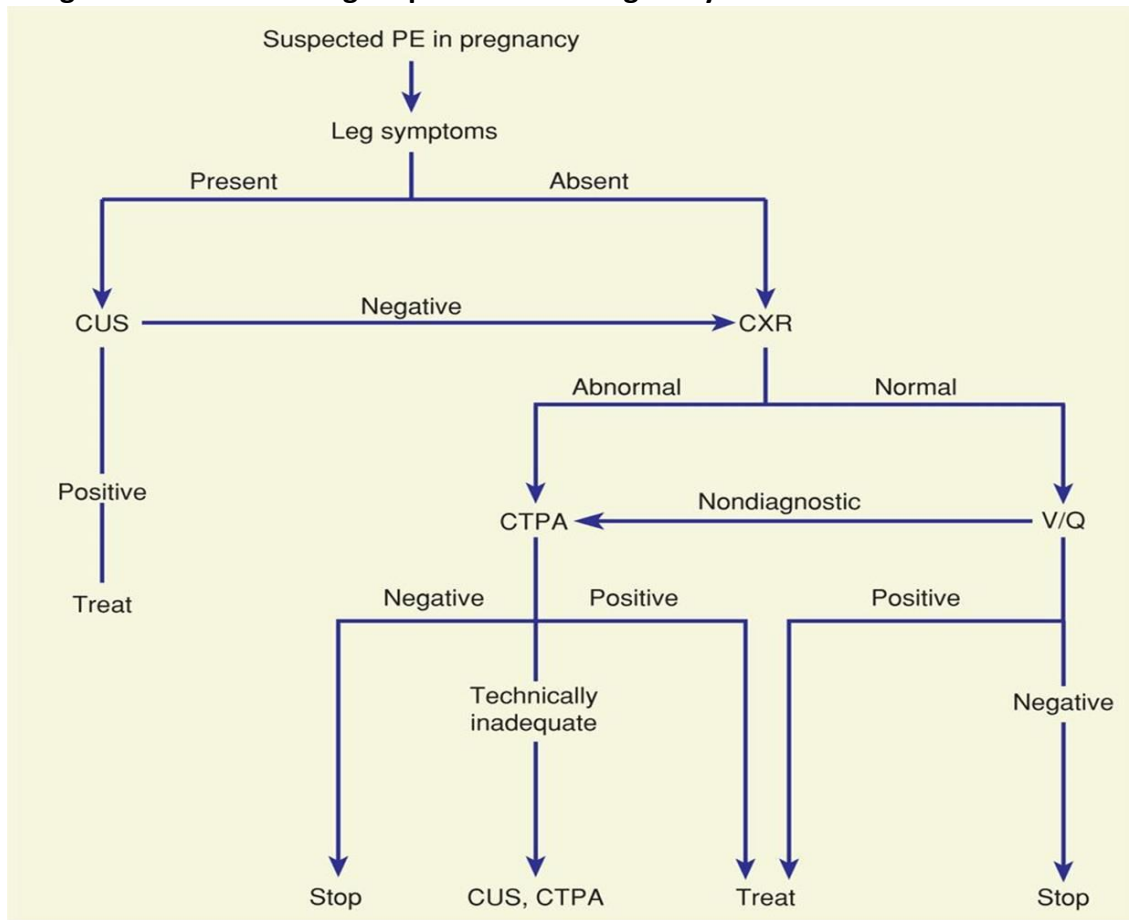 Suspected PE in pregnancy
Leg symptoms
Present
Absent
CUS
Negative
CXR
Abnormal
Normal
Positive
CTPA
Nondiagnostic
V/Q
Treat
Negative
Positive
Positive
Technically
inadequate
Negative
Stop
CUS, CTPA
Treat
Stop